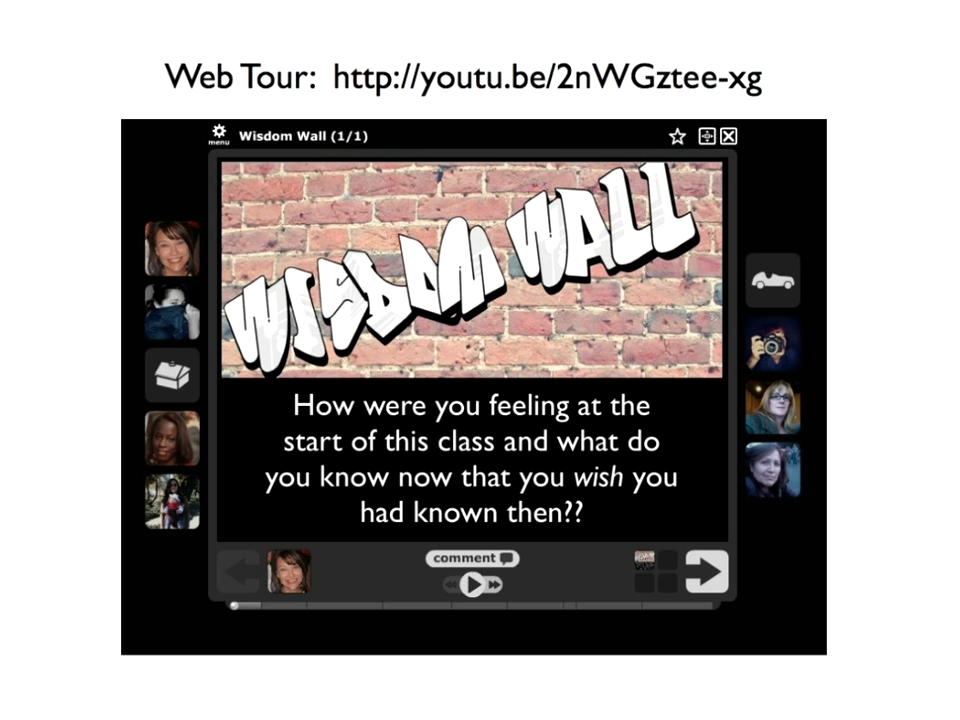 Web Tour: http://youtu.be/2nWGztee-xg
menu
Wisdom Wall (1/1)
WISDOM WALL
How were you feeling at the
start of this class and what do
you know now that you wish you
had known then??
comment